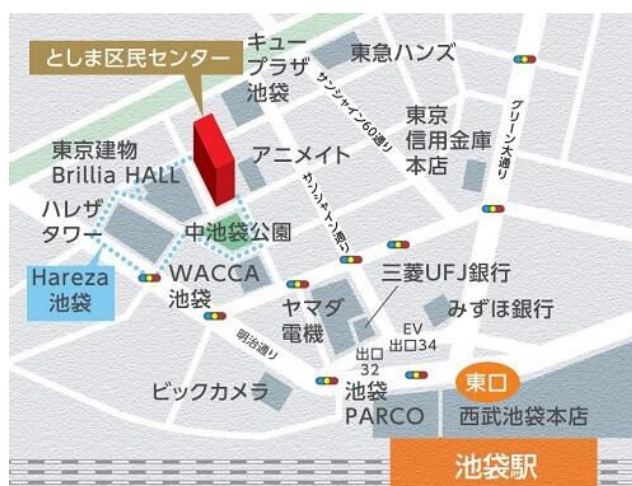 としま区民センター
キュー
プラザ
池袋
東急ハンズ
サンシャイン60通り
グリーン大通り
東京
信用金庫
本店
東京建物
Brillia HALL
アニメイト
サンシャイン通り
ハレザ
タワー
中池袋公園
Hareza
池袋
WACCA
池袋
三菱UFJ銀行
ヤマダ
電機
みずほ銀行
EV
出口34
出口
32
明治通り
ビックカメラ
池袋
PARCO
東口
西武池袋本店
池袋駅